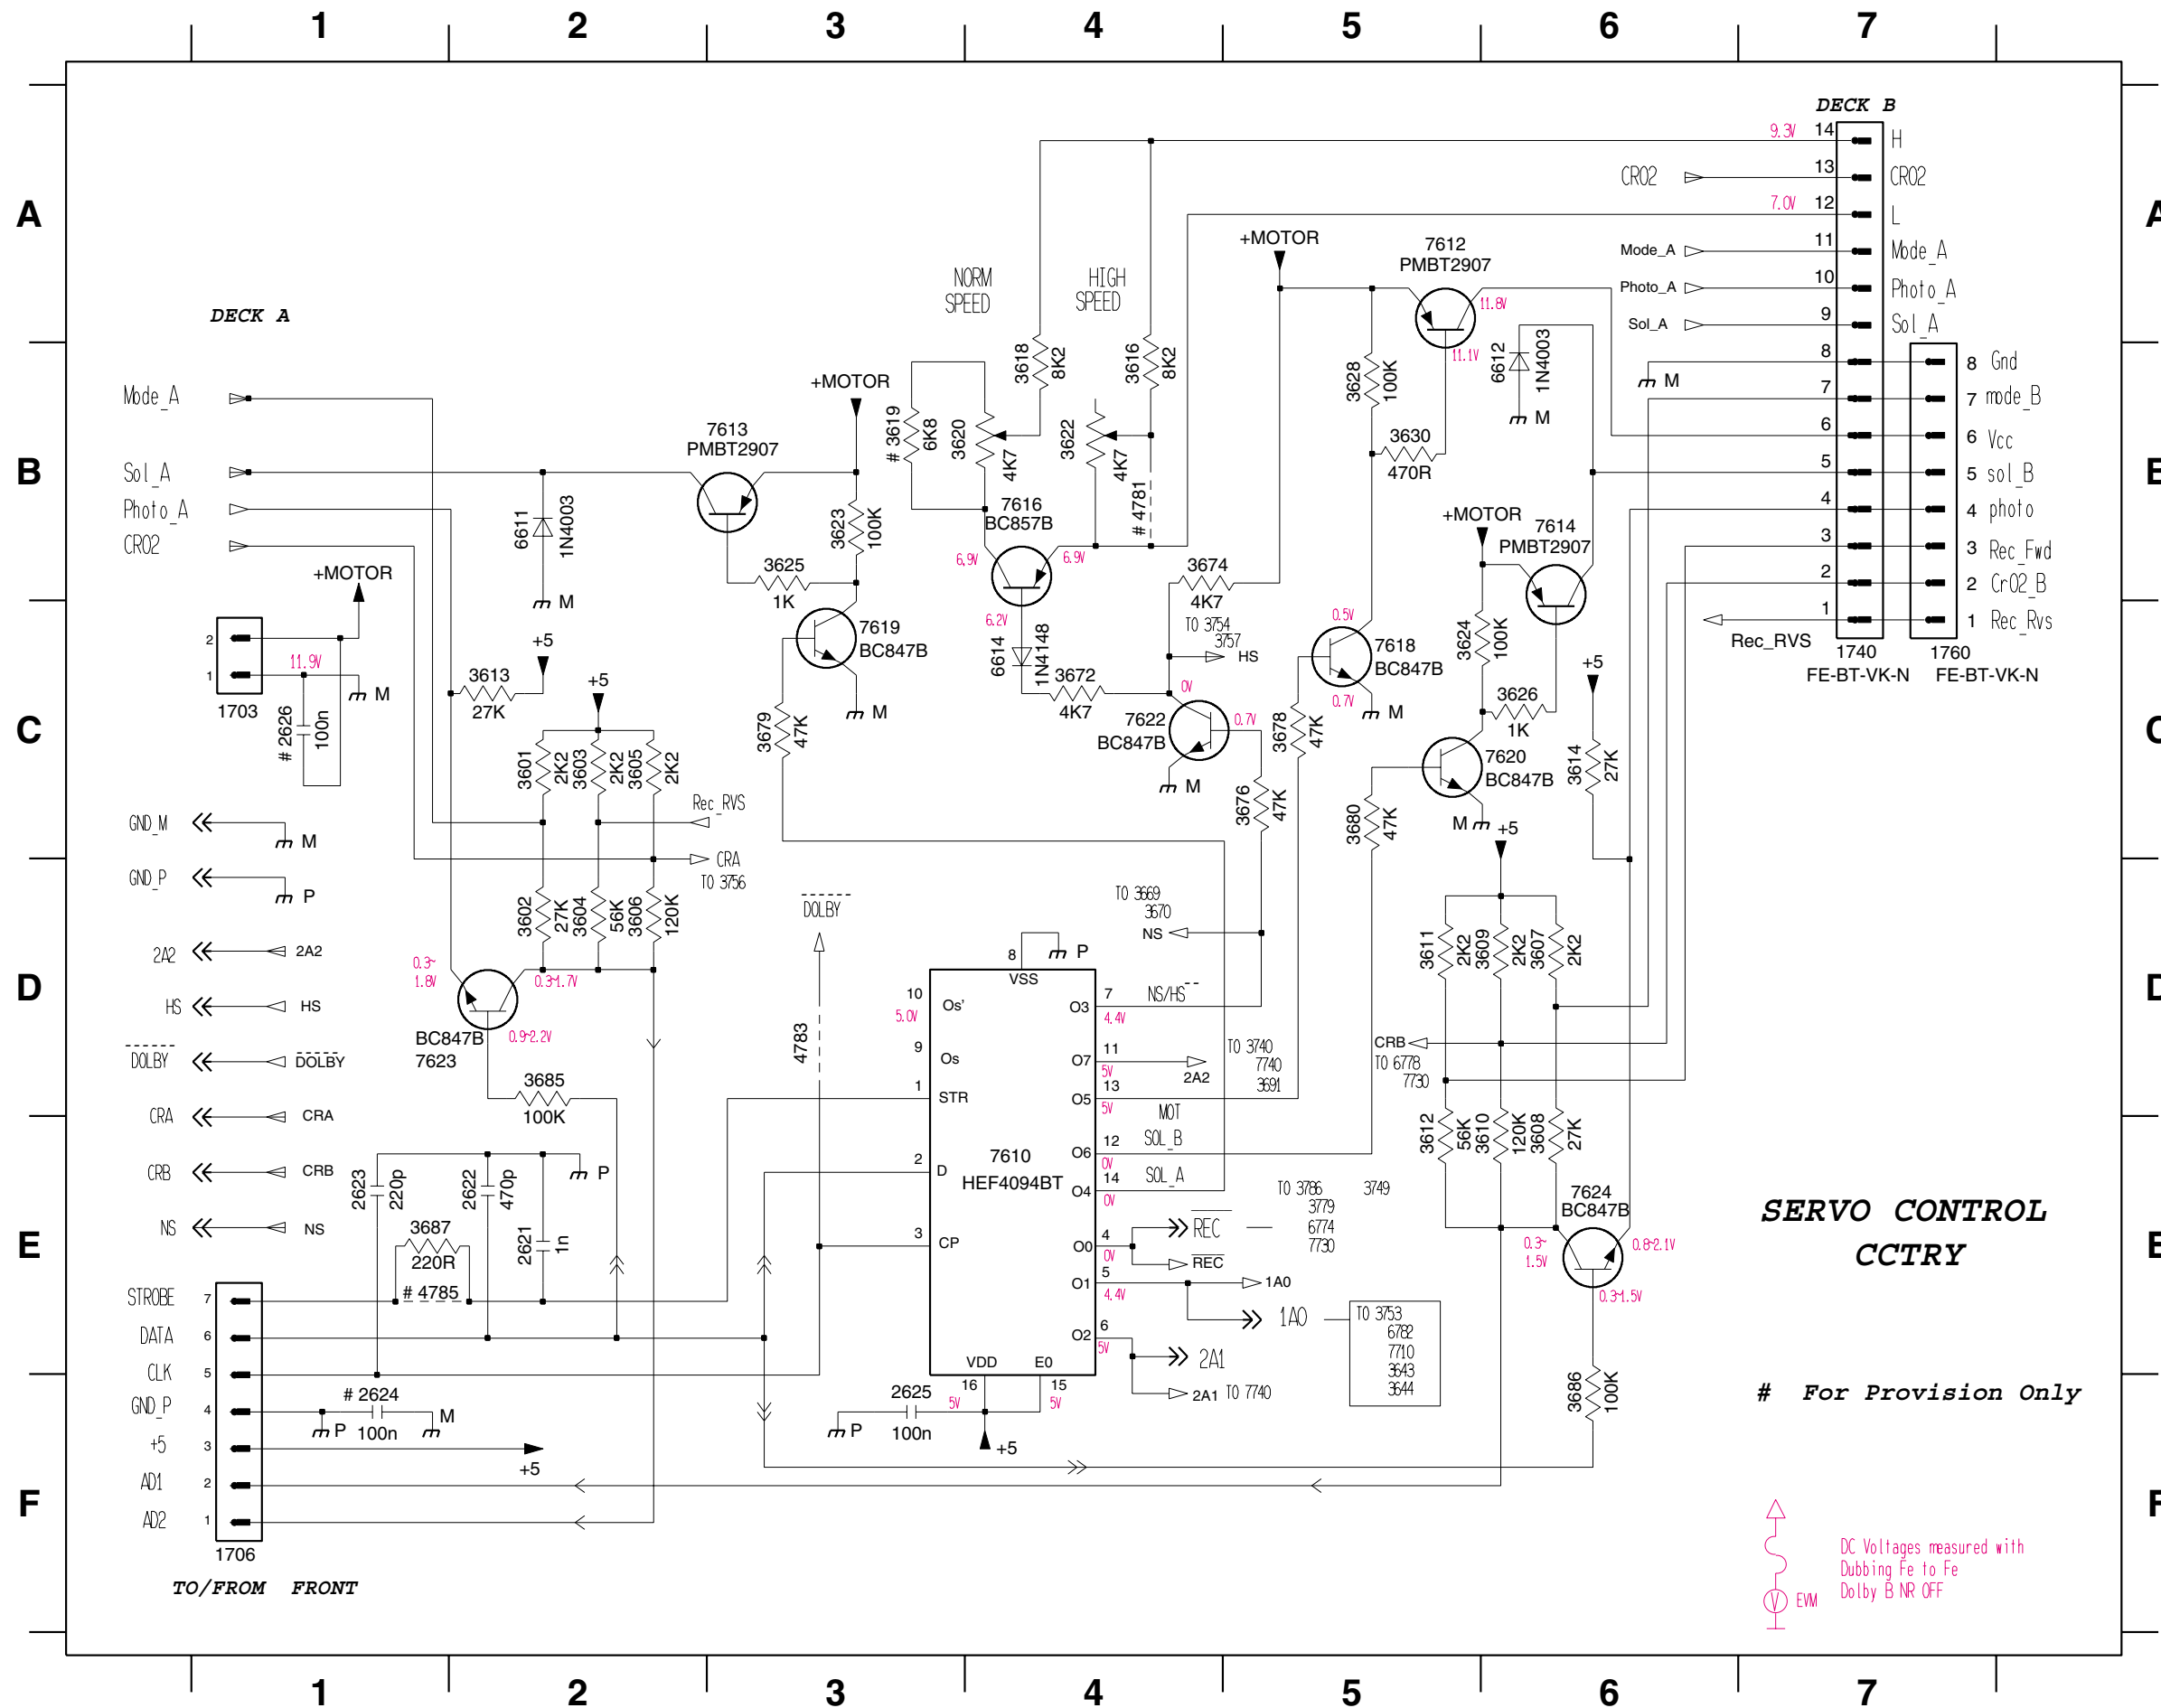 1 2 3 4 5 6 7
A
B
C
D
E
F
DECK B
9.3V 14 H
CRO2 13 CRO2
7.0V 12 L
Mode_A 11 Mode_A
Photo_A 10 Photo_A
Sol_A 9 Sol_A
8 8 Gnd
M
7 7 mode_B
6 6 Vcc
5 5 sol_B
4 4 photo
3 3 Rec_Fwd
2 2 Cr02_B
1 1 Rec_Rvs
Rec_RVS
1740
FE-BT-VK-N
1760
FE-BT-VK-N
+MOTOR
7612
PMBT2907
11.8V
11.1V
6612
1N4003
M
NORM
SPEED
HIGH
SPEED
3618
8K2
3616
8K2
3628
100K
3630
470R
DECK A
Mode_A
Sol_A
Photo_A
CRO2
+MOTOR
7613
PMBT2907
# 3619
6K8
3620
4K7
3622
4K7
# 4781
6611
1N4003
M
3623
100K
3625
1K
7616
BC857B
6.9V
6.9V
6.2V
3674
4K7
TO 3754
3757
HS
+MOTOR
7614
PMBT2907
+MOTOR
2
1
11.9V
M
1703
# 2626
100n
3613
27K
+5
+5
7619
BC847B
M
6614
1N4148
3672
4K7
0V
7622
BC847B
0.7V
M
0.5V
7618
BC847B
0.7V
M
3624
100K
3626
1K
+5
3679
47K
3678
47K
3676
47K
3680
47K
7620
BC847B
M
3614
27K
3601
2K2
3603
2K2
3605
2K2
Rec_RVS
CRA
TO 3756
3602
27K
3604
56K
3606
120K
GND_M
M
GND_P
P
2A2 2A2
HS HS
DOLBY DOLBY
CRA CRA
CRB CRB
NS NS
0.3~
1.8V
0.3~1.7V
BC847B
7623
0.9~2.2V
3685
100K
DOLBY
4783
TO 3669
3670
NS
8
VSS
P
10 Os'
5.0V
9 Os
1 STR
2 D
3 CP
7610
HEF4094BT
O3 7 NS/HS
4.4V
O7 11
5V
2A2
TO 3740
7740
3691
O5 13
5V
MOT
O6 12 SOL_B
0V
O4 14 SOL_A
0V
O0 4
0V
REC
REC
TO 3786 3749
3779
6774
7730
O1 5
4.4V
1A0
1A0
TO 3753
6782
7710
3643
3644
O2 6
5V
2A1
2A1 TO 7740
VDD E0
16 15
5V 5V
2625
100n
P
+5
+5
3611
2K2
3609
2K2
3607
2K2
CRB
TO 6778
7730
3612
56K
3610
120K
3608
27K
7624
BC847B
0.3~
1.5V
0.8~2.1V
0.3~1.5V
3686
100K
2623
220p
2622
470p
P
3687
220R
2621
1n
# 4785
STROBE 7
DATA 6
CLK 5
GND_P 4
+5 3
AD1 2
AD2 1
# 2624
100n
P
M
+5
1706
TO/FROM FRONT
SERVO CONTROL
CCTRY
# For Provision Only
DC Voltages measured with
Dubbing Fe to Fe
Dolby B NR OFF
V EVM
A
B
C
D
E
F
1 2 3 4 5 6 7